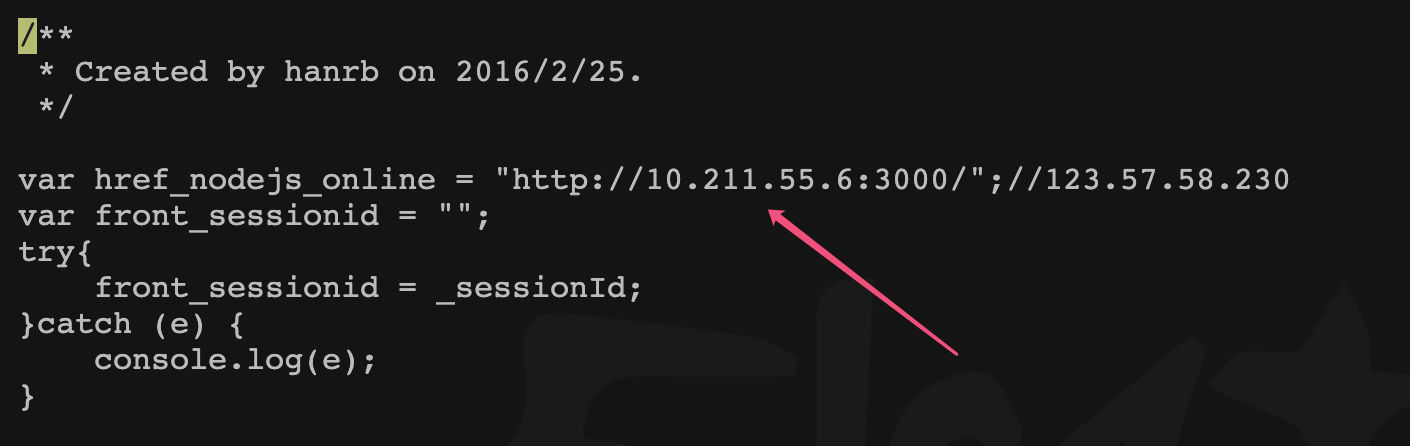 /**
 * Created by hanrb on 2016/2/25.
 */
var href_nodejs_online = "http://10.211.55.6:3000/";//123.57.58.230
var front_sessionid = "";
try{
    front_sessionid = _sessionId;
}catch (e) {
    console.log(e);
}